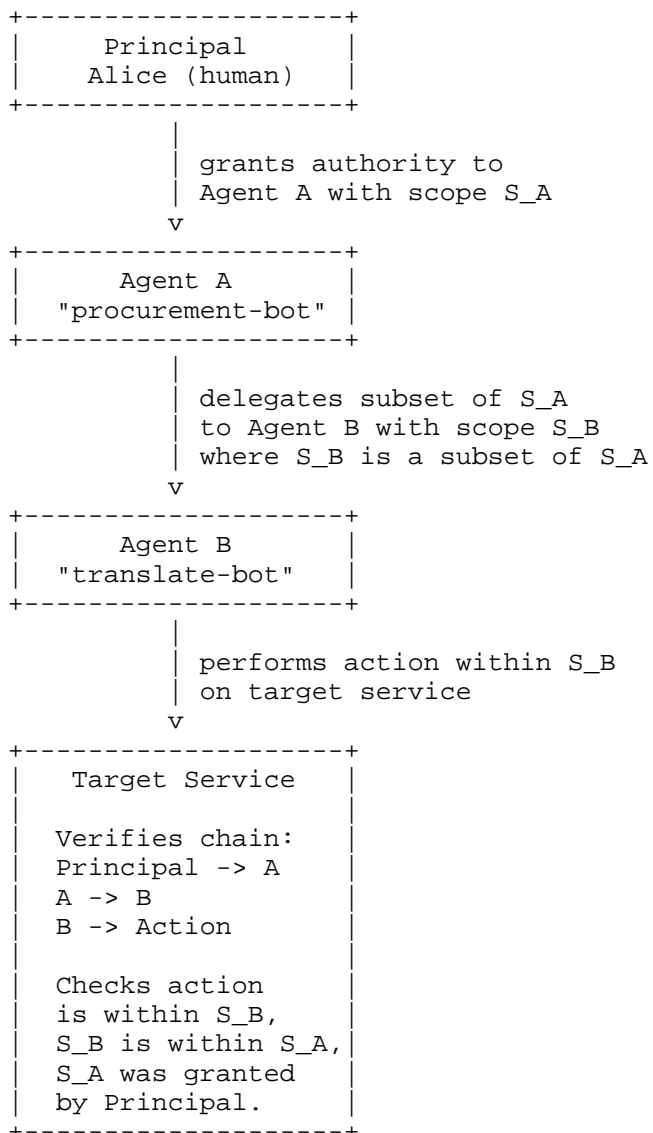 Principal
Alice (human)
grants authority to
Agent A with scope S_A
Agent A
"procurement-bot"
delegates subset of S_A
to Agent B with scope S_B
where S_B is a subset of S_A
Agent B
"translate-bot"
performs action within S_B
on target service
Target Service
Verifies chain:
Principal -> A
A -> B
B -> Action
Checks action
is within S_B,
S_B is within S_A,
S_A was granted
by Principal.